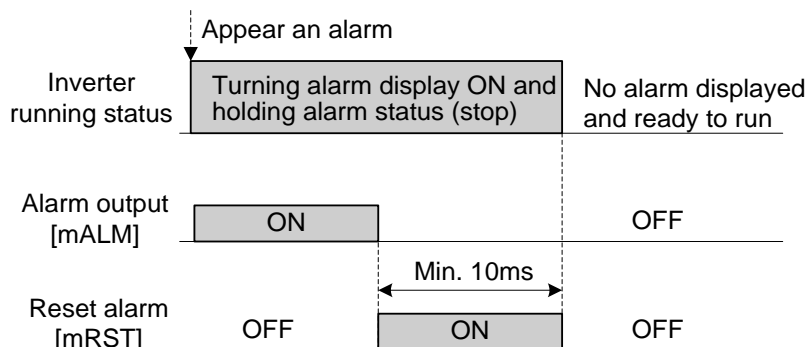 Appear an alarm
Inverter
running status
Turning alarm display ON and
holding alarm status (stop)
No alarm displayed
and ready to run
Alarm output
[mALM]
ON
OFF
Min. 10ms
Reset alarm
[mRST]
OFF
ON
OFF